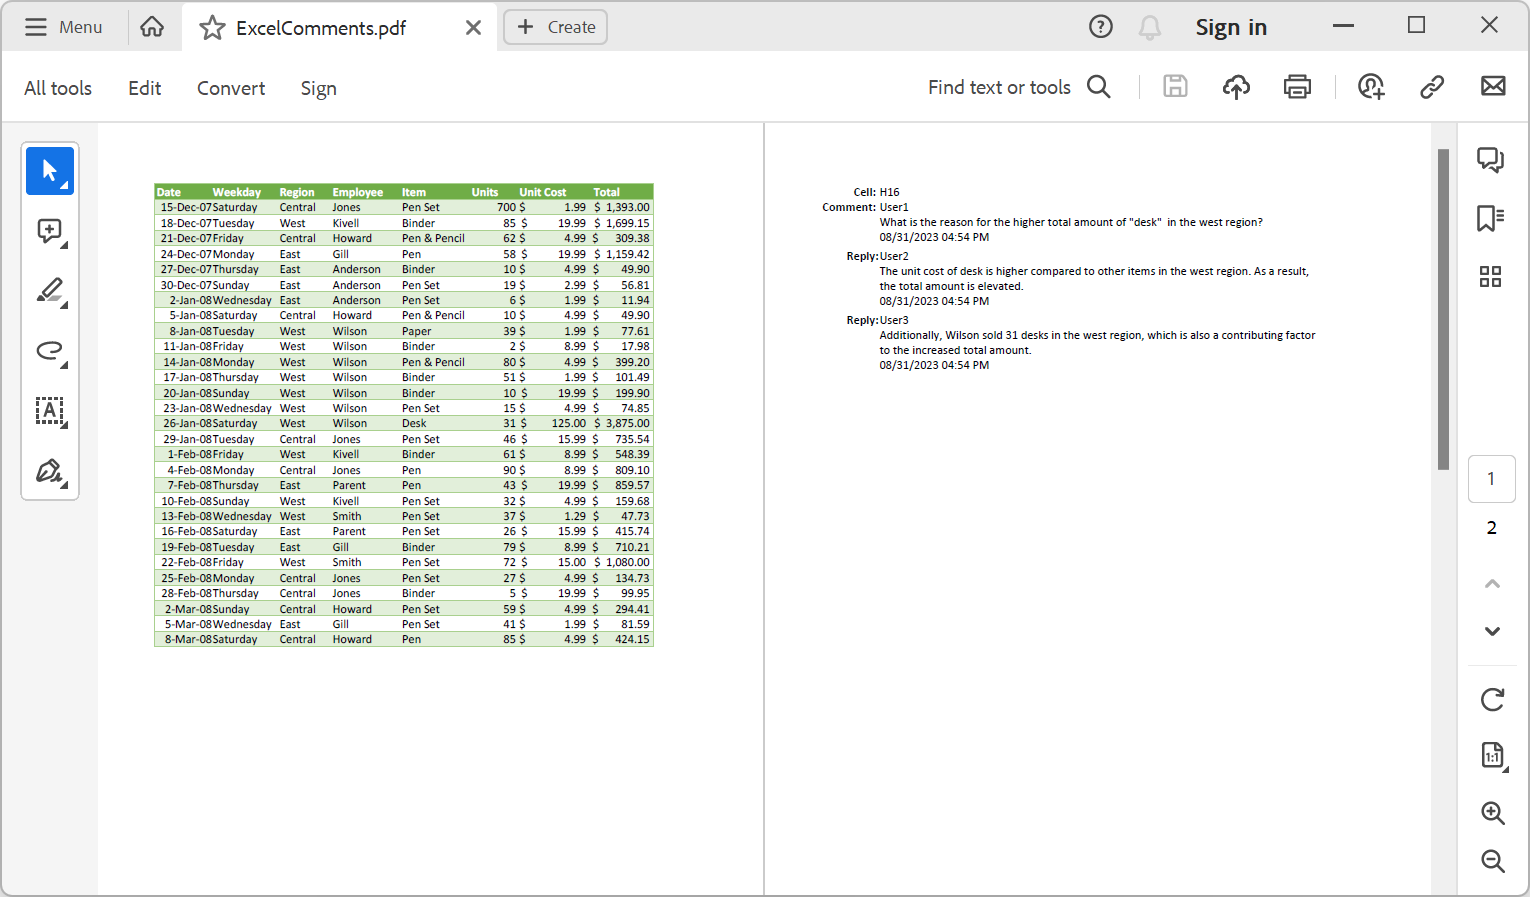 Menu
ExcelComments.pdf
Create
Sign in
All tools Edit Convert Sign
Find text or tools
Date Weekday Region Employee Item Units Unit Cost Total
15-Dec-07 Saturday Central Jones Pen Set 700 $ 1.99 $ 1,393.00
18-Dec-07 Tuesday West Kivell Binder 85 $ 19.99 $ 1,699.15
21-Dec-07 Friday Central Howard Pen & Pencil 62 $ 4.99 $ 309.38
24-Dec-07 Monday East Gill Pen 58 $ 19.99 $ 1,159.42
27-Dec-07 Thursday East Anderson Binder 10 $ 4.99 $ 49.90
30-Dec-07 Sunday East Anderson Pen Set 19 $ 2.99 $ 56.81
2-Jan-08 Wednesday East Anderson Pen Set 6 $ 1.99 $ 11.94
5-Jan-08 Saturday Central Howard Pen & Pencil 10 $ 4.99 $ 49.90
8-Jan-08 Tuesday West Wilson Paper 39 $ 1.99 $ 77.61
11-Jan-08 Friday West Wilson Binder 2 $ 8.99 $ 17.98
14-Jan-08 Monday West Wilson Pen & Pencil 80 $ 4.99 $ 399.20
17-Jan-08 Thursday West Wilson Binder 51 $ 1.99 $ 101.49
20-Jan-08 Sunday West Wilson Binder 10 $ 19.99 $ 199.90
23-Jan-08 Wednesday West Wilson Pen Set 15 $ 4.99 $ 74.85
26-Jan-08 Saturday West Wilson Desk 31 $ 125.00 $ 3,875.00
29-Jan-08 Tuesday Central Jones Pen Set 46 $ 15.99 $ 735.54
1-Feb-08 Friday West Kivell Binder 61 $ 8.99 $ 548.39
4-Feb-08 Monday Central Jones Pen 90 $ 8.99 $ 809.10
7-Feb-08 Thursday East Parent Pen 43 $ 19.99 $ 859.57
10-Feb-08 Sunday West Kivell Pen Set 32 $ 4.99 $ 159.68
13-Feb-08 Wednesday West Smith Pen Set 37 $ 1.29 $ 47.73
16-Feb-08 Saturday East Parent Pen Set 26 $ 15.99 $ 415.74
19-Feb-08 Tuesday East Gill Binder 79 $ 8.99 $ 710.21
22-Feb-08 Friday West Smith Pen Set 72 $ 15.00 $ 1,080.00
25-Feb-08 Monday Central Jones Pen Set 27 $ 4.99 $ 134.73
28-Feb-08 Thursday Central Jones Binder 5 $ 19.99 $ 99.95
2-Mar-08 Sunday Central Howard Pen Set 59 $ 4.99 $ 294.41
5-Mar-08 Wednesday East Gill Pen Set 41 $ 1.99 $ 81.59
8-Mar-08 Saturday Central Howard Pen 85 $ 4.99 $ 424.15
Cell: H16
Comment: User1
What is the reason for the higher total amount of "desk" in the west region?
08/31/2023 04:54 PM
Reply: User2
The unit cost of desk is higher compared to other items in the west region. As a result,
the total amount is elevated.
08/31/2023 04:54 PM
Reply: User3
Additionally, Wilson sold 31 desks in the west region, which is also a contributing factor
to the increased total amount.
08/31/2023 04:54 PM
1
2
1:1